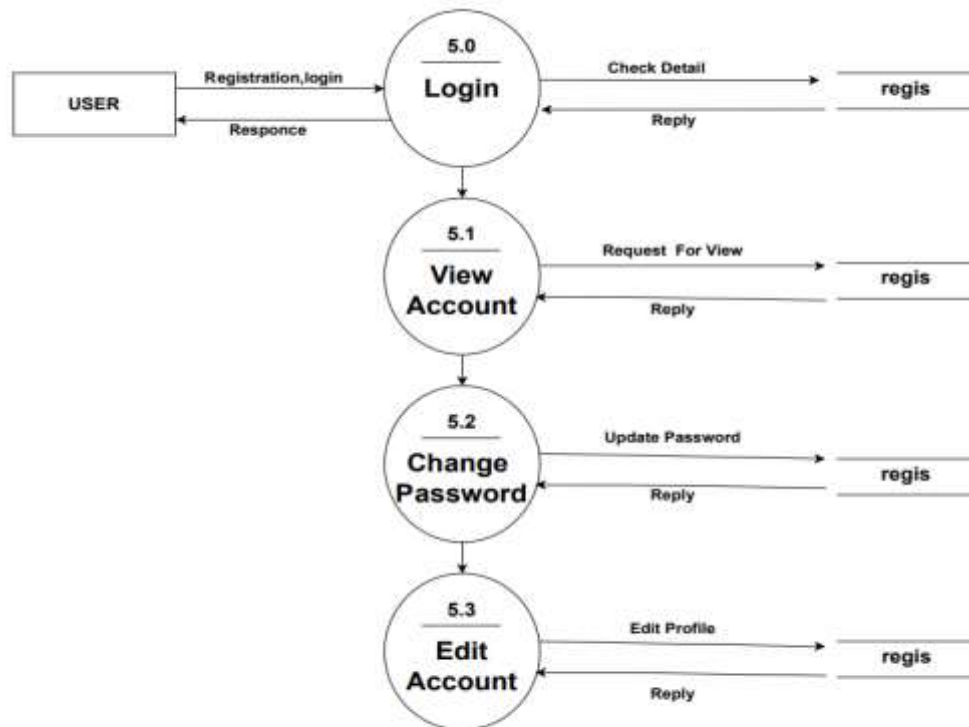 5.0
Login
Registration,login
Check Detail
USER
regis
Responce
Reply
5.1
View
Account
Request For View
regis
Reply
5.2
Change
Password
Update Password
regis
Reply
5.3
Edit
Account
Edit Profile
regis
Reply